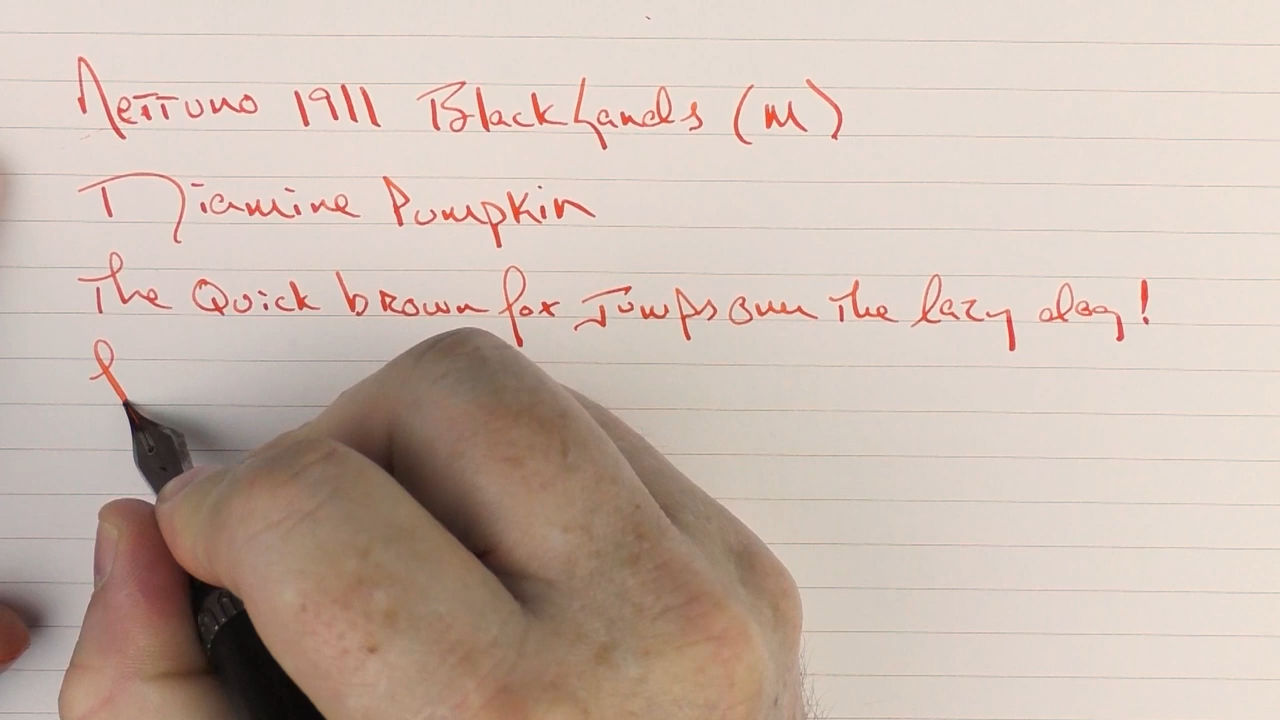 Nettuno 1911 Blacklands (M)
Diamine Pumpkin
The Quick brown fox Jumps over the lazy dog!
l